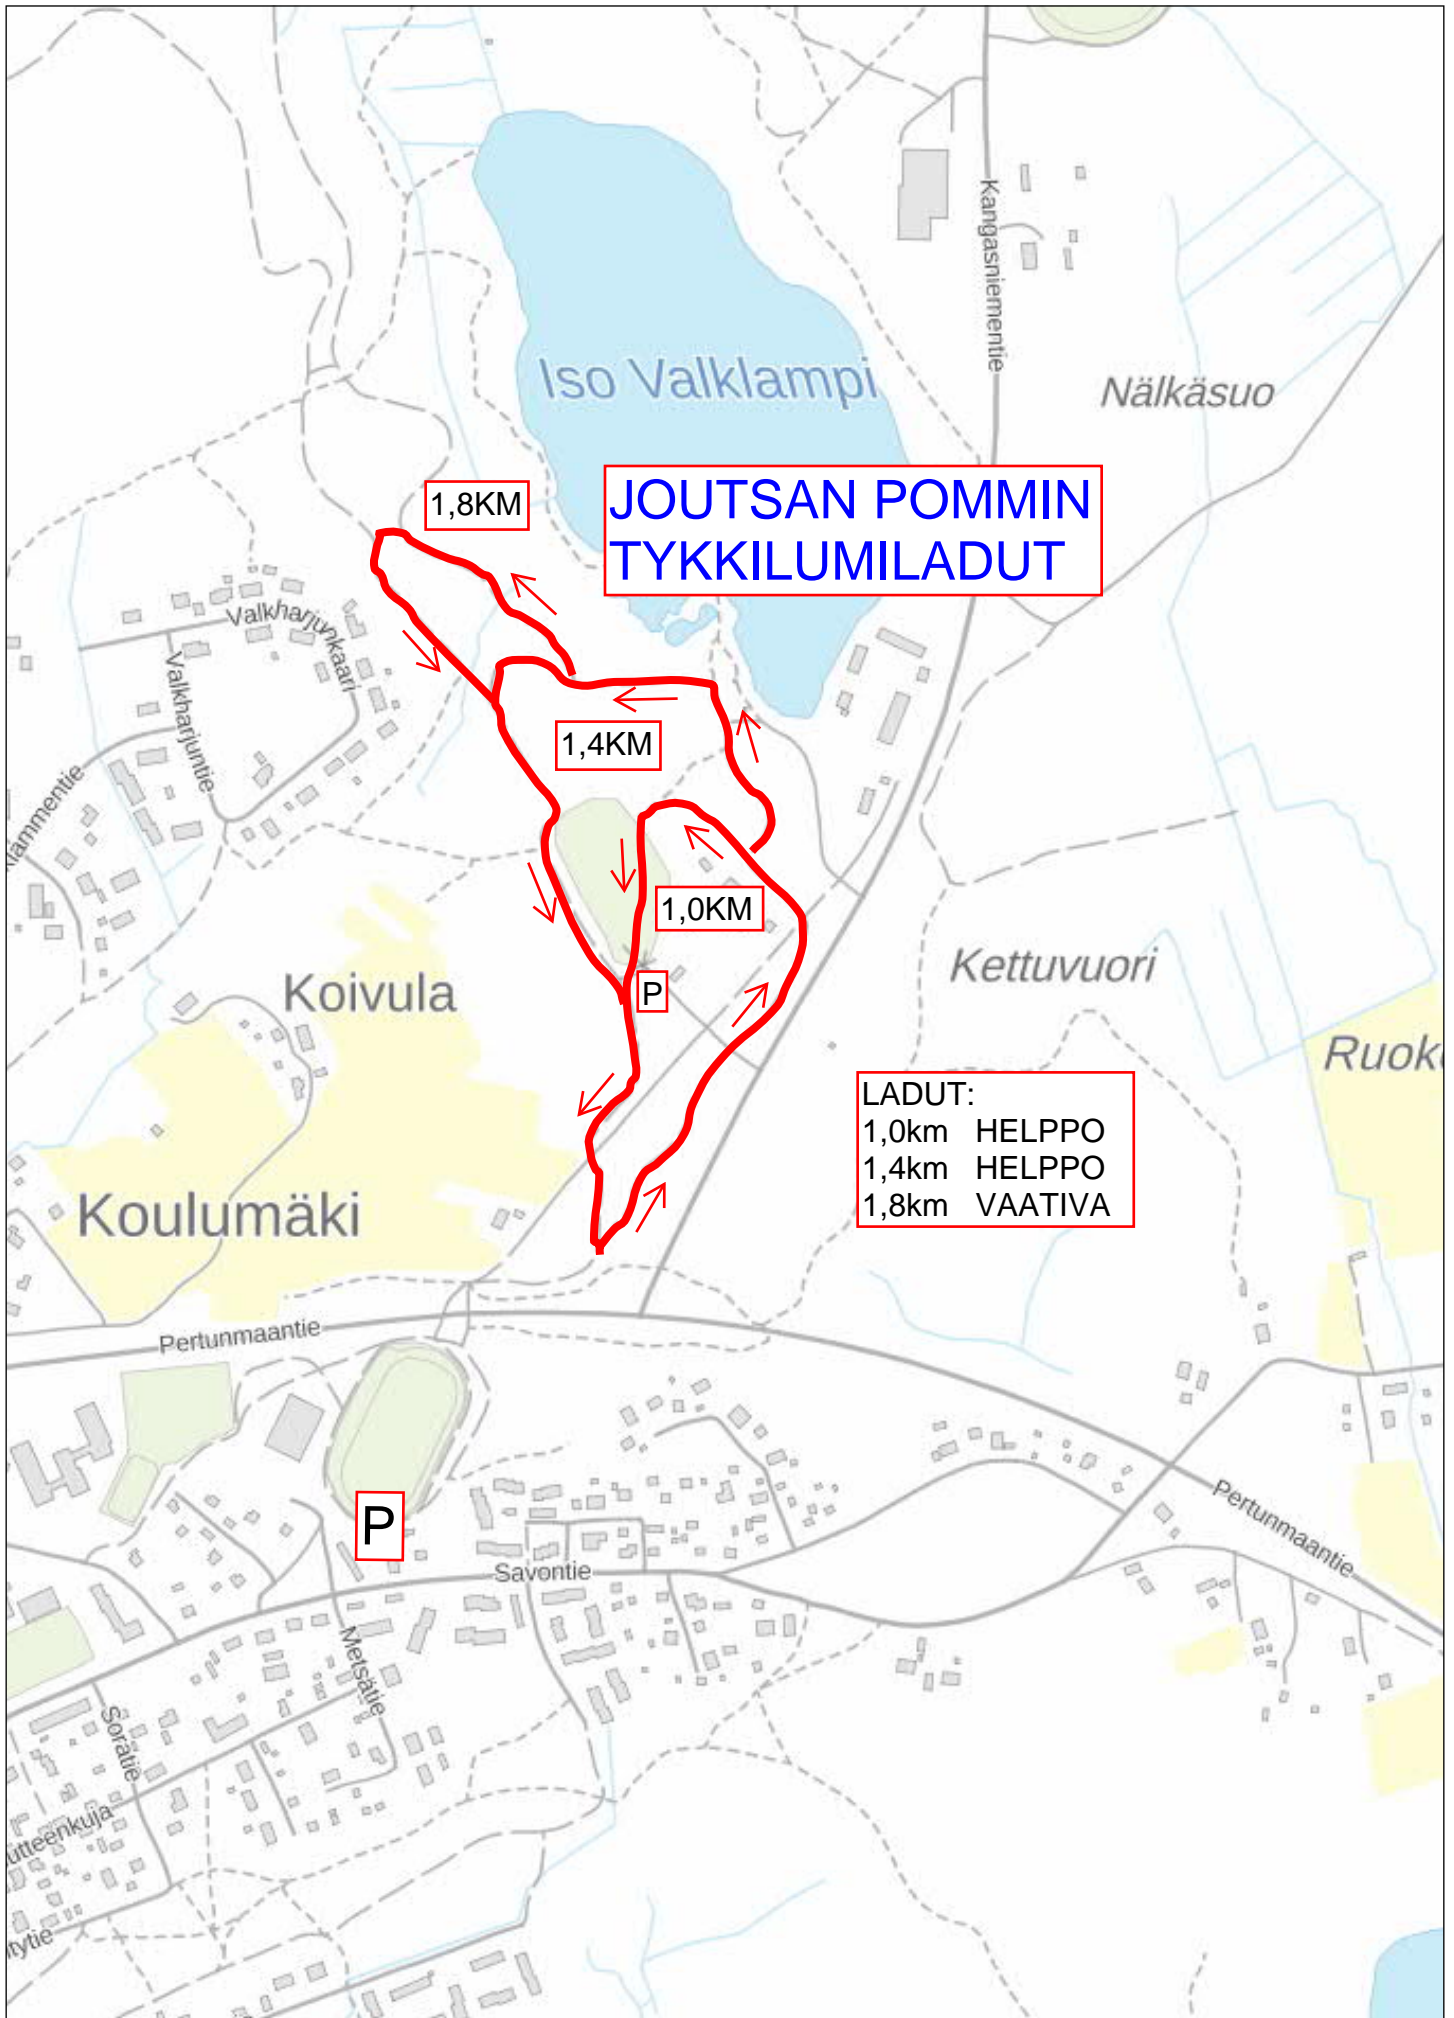 Kangasniementie
Iso Valklampi
Nälkäsuo
1,8KM
JOUTSAN POMMIN
TYKKILUMILADUT
Valkharjunkaari
Valkharjuntie
1,4KM
1,0KM
Koivula
P
Kettuvuori
LADUT:
1,0km HELPPO
1,4km HELPPO
1,8km VAATIVA
Koulumäki
Pertunmaantie
P
Savontie
Pertunmaantie
Metsätie
Sorätie